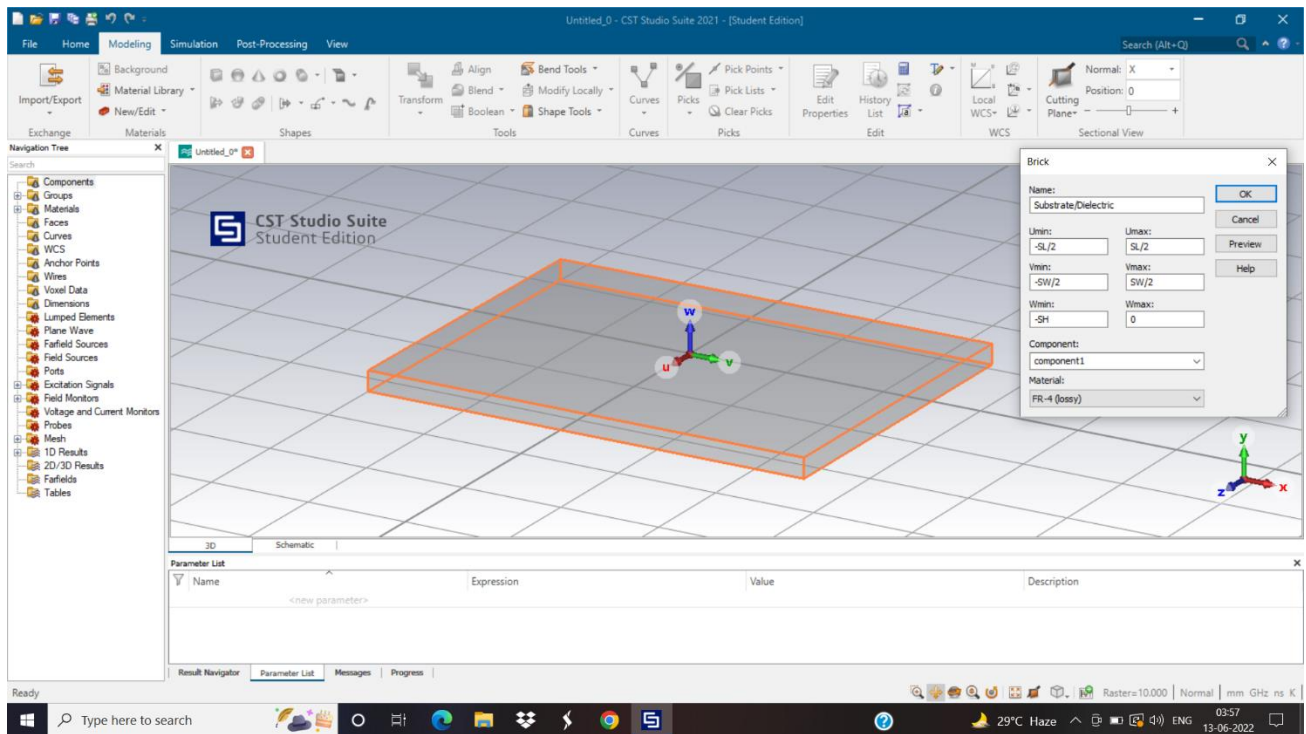 Untitled_0 - CST Studio Suite 2021 - [Student Edition]
File Home Modeling Simulation Post-Processing View Search (Alt+Q)
Background Align Bend Tools Pick Points Normal: X
Material Library Blend Modify Locally Pick Lists Position: 0
Import/Export New/Edit Transform Boolean Shape Tools Curves Picks Clear Picks Edit Properties History List Local WCS Cutting Plane
Exchange Materials Shapes Tools Curves Picks Edit WCS Sectional View
Navigation Tree
Untitled_0*
Search
Components
Groups
Materials
Faces
Curves
WCS
Anchor Points
Wires
Voxel Data
Dimensions
Lumped Elements
Plane Wave
Farfield Sources
Field Sources
Ports
Excitation Signals
Field Monitors
Voltage and Current Monitors
Probes
Mesh
1D Results
2D/3D Results
Farfields
Tables
CST Studio Suite
Student Edition
w
u
v
Brick
Name:
Substrate/Dielectric
OK
Cancel
Preview
Help
Umin: Umax:
-SL/2 SL/2
Vmin: Vmax:
-SW/2 SW/2
Wmin: Wmax:
-SH 0
Component:
component1
Material:
FR-4 (lossy)
y
z
x
3D Schematic
Parameter List
Name Expression Value Description
<new parameter>
Result Navigator Parameter List Messages Progress
Ready Raster=10.000 Normal mm GHz ns K
Type here to search 29°C Haze ENG 03:57
13-06-2022